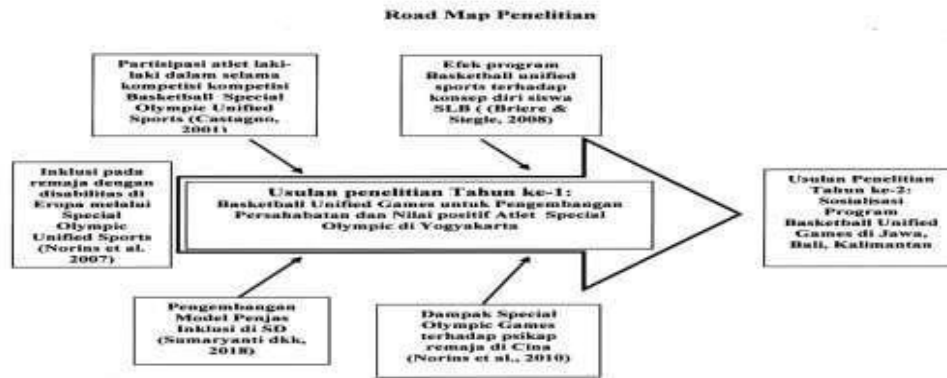 Road Map Penelitian
Partisipasi atlet laki-
laki dalam selama
kompetisi kompetisi
Basketball Special
Olympic Unified
Sports (Castagno,
2001)
Efek program
Basketball unified
sports terhadap
konsep diri siswa
SLB ( (Briere &
Siegle, 2008)
Inklusi pada
remaja dengan
disabilitas di
Eropa melalui
Special
Olympic
Unified Sports
(Norins et al.
2007)
Usulan penelitian Tahun ke-1:
Basketball Unified Games untuk Pengembangan
Persahabatan dan Nilai positif Atlet Special
Olympic di Yogyakarta
Usulan Penelitian
Tahun ke-2:
Sosialisasi
Program
Basketball Unified
Games di Jawa,
Bali, Kalimantan
Pengembangan
Model Penjas
Inklusi di SD
(Sumaryanti dkk,
2018)
Dampak Special
Olympic Games
terhadap psikap
remaja di Cina
(Norins et al., 2010)